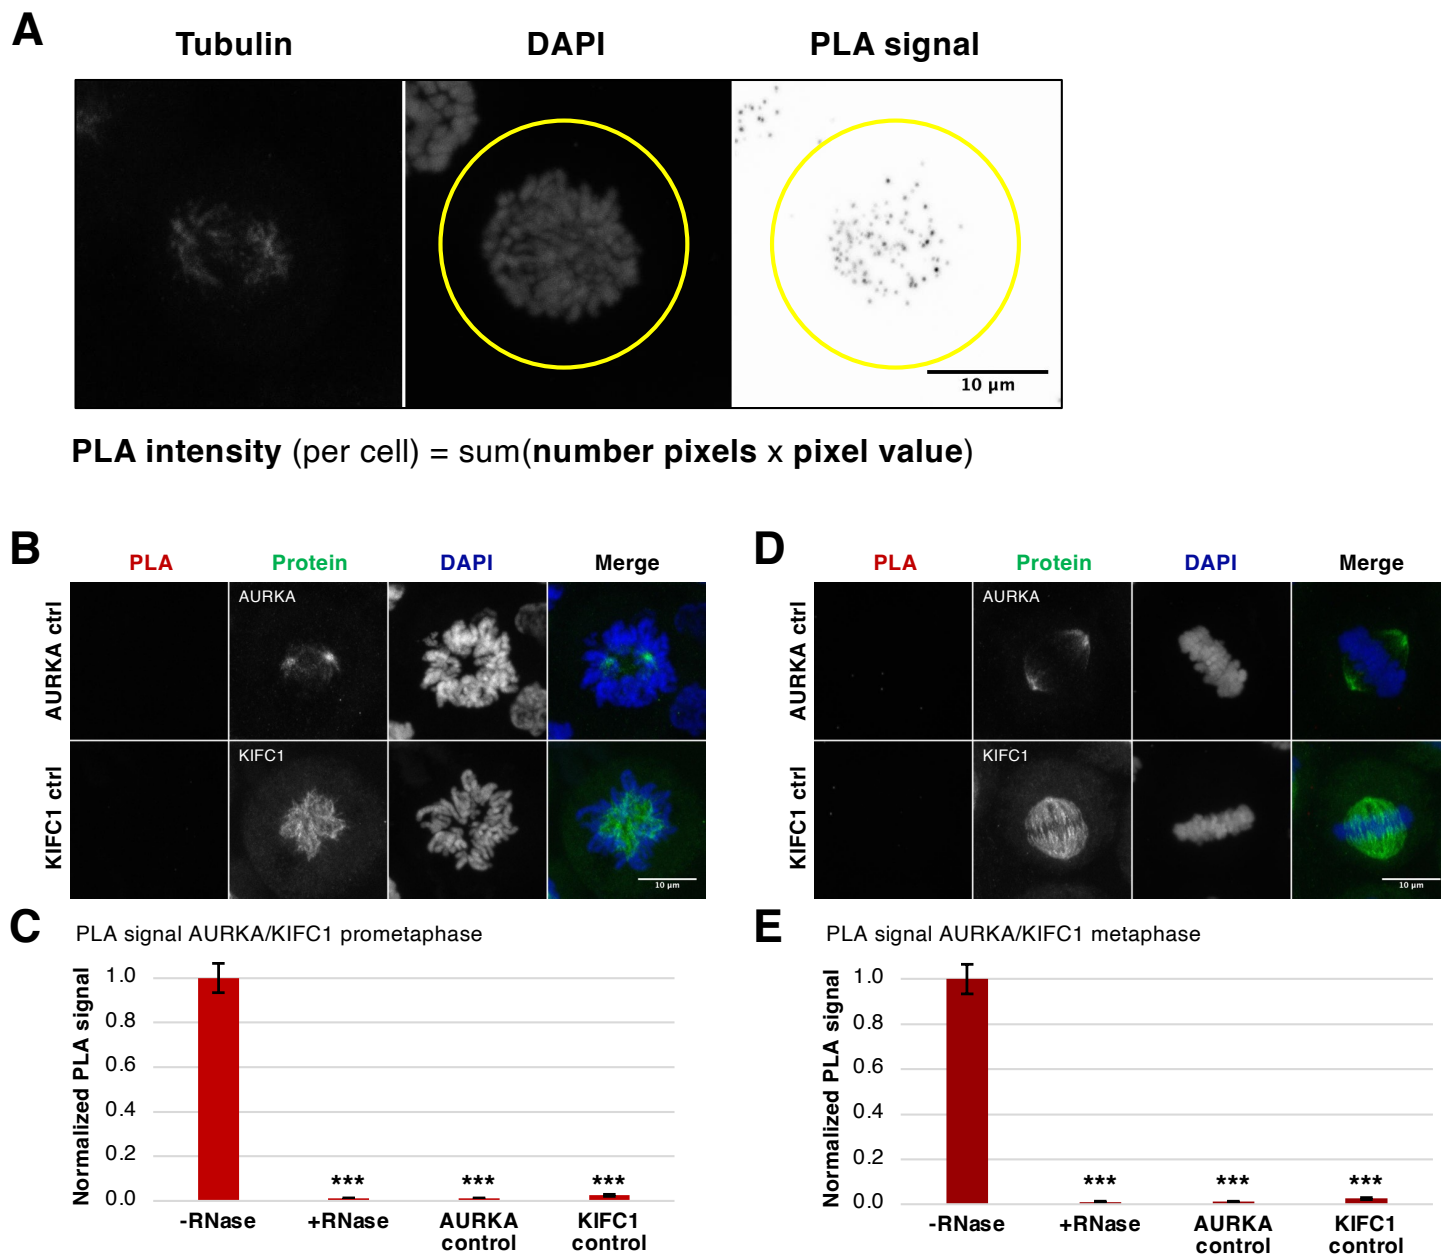 A
Tubulin DAPI PLA signal
10 µm
PLA intensity (per cell) = sum(number pixels x pixel value)
B
PLA Protein DAPI Merge
AURKA ctrl
AURKA
KIFC1 ctrl
KIFC1
10 µm
D
PLA Protein DAPI Merge
AURKA ctrl
AURKA
KIFC1 ctrl
KIFC1
10 µm
C
PLA signal AURKA/KIFC1 prometaphase
Normalized PLA signal
1.0
0.8
0.6
0.4
0.2
0.0
*** *** ***
-RNase +RNase AURKA control KIFC1 control
E
PLA signal AURKA/KIFC1 metaphase
Normalized PLA signal
1.0
0.8
0.6
0.4
0.2
0.0
*** *** ***
-RNase +RNase AURKA control KIFC1 control